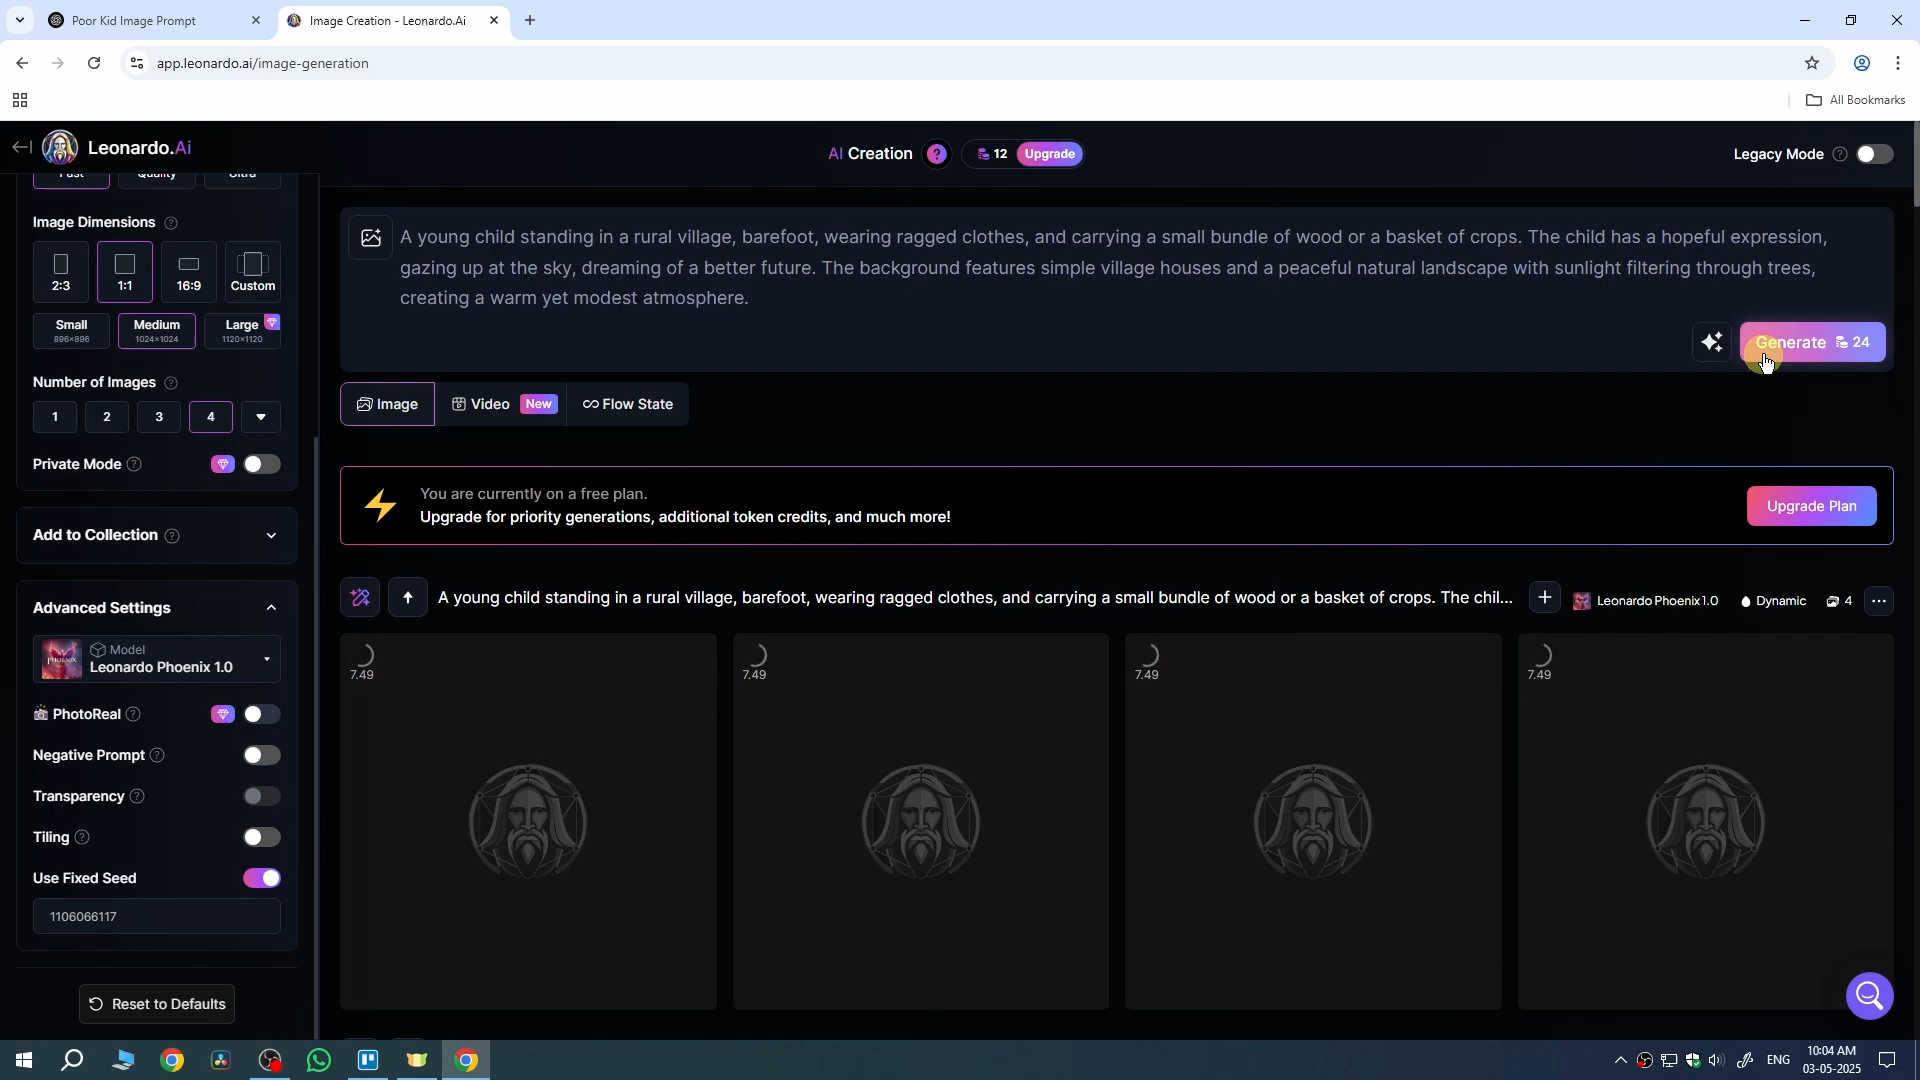 Poor Kid Image Prompt
Image Creation - Leonardo.Ai
app.leonardo.ai/image-generation
All Bookmarks
Leonardo.Ai
AI Creation ? 12 Upgrade
Legacy Mode ?
Fast Quality Ultra
Image Dimensions ?
2:3 1:1 16:9 Custom
Small Medium Large
896×896 1024×1024 1120×1120
Number of Images ?
1 2 3 4
Private Mode ?
Add to Collection ?
Advanced Settings
Model
PHOENIX
Leonardo Phoenix 1.0
PhotoReal ?
Negative Prompt ?
Transparency ?
Tiling ?
Use Fixed Seed
1106066117
Reset to Defaults
A young child standing in a rural village, barefoot, wearing ragged clothes, and carrying a small bundle of wood or a basket of crops. The child has a hopeful expression,
gazing up at the sky, dreaming of a better future. The background features simple village houses and a peaceful natural landscape with sunlight filtering through trees,
creating a warm yet modest atmosphere.
Generate 24
Image Video New Flow State
You are currently on a free plan.
Upgrade for priority generations, additional token credits, and much more!
Upgrade Plan
A young child standing in a rural village, barefoot, wearing ragged clothes, and carrying a small bundle of wood or a basket of crops. The chil...
Leonardo Phoenix 1.0 Dynamic 4
7.49 7.49 7.49 7.49
ENG
10:04 AM
03-05-2025